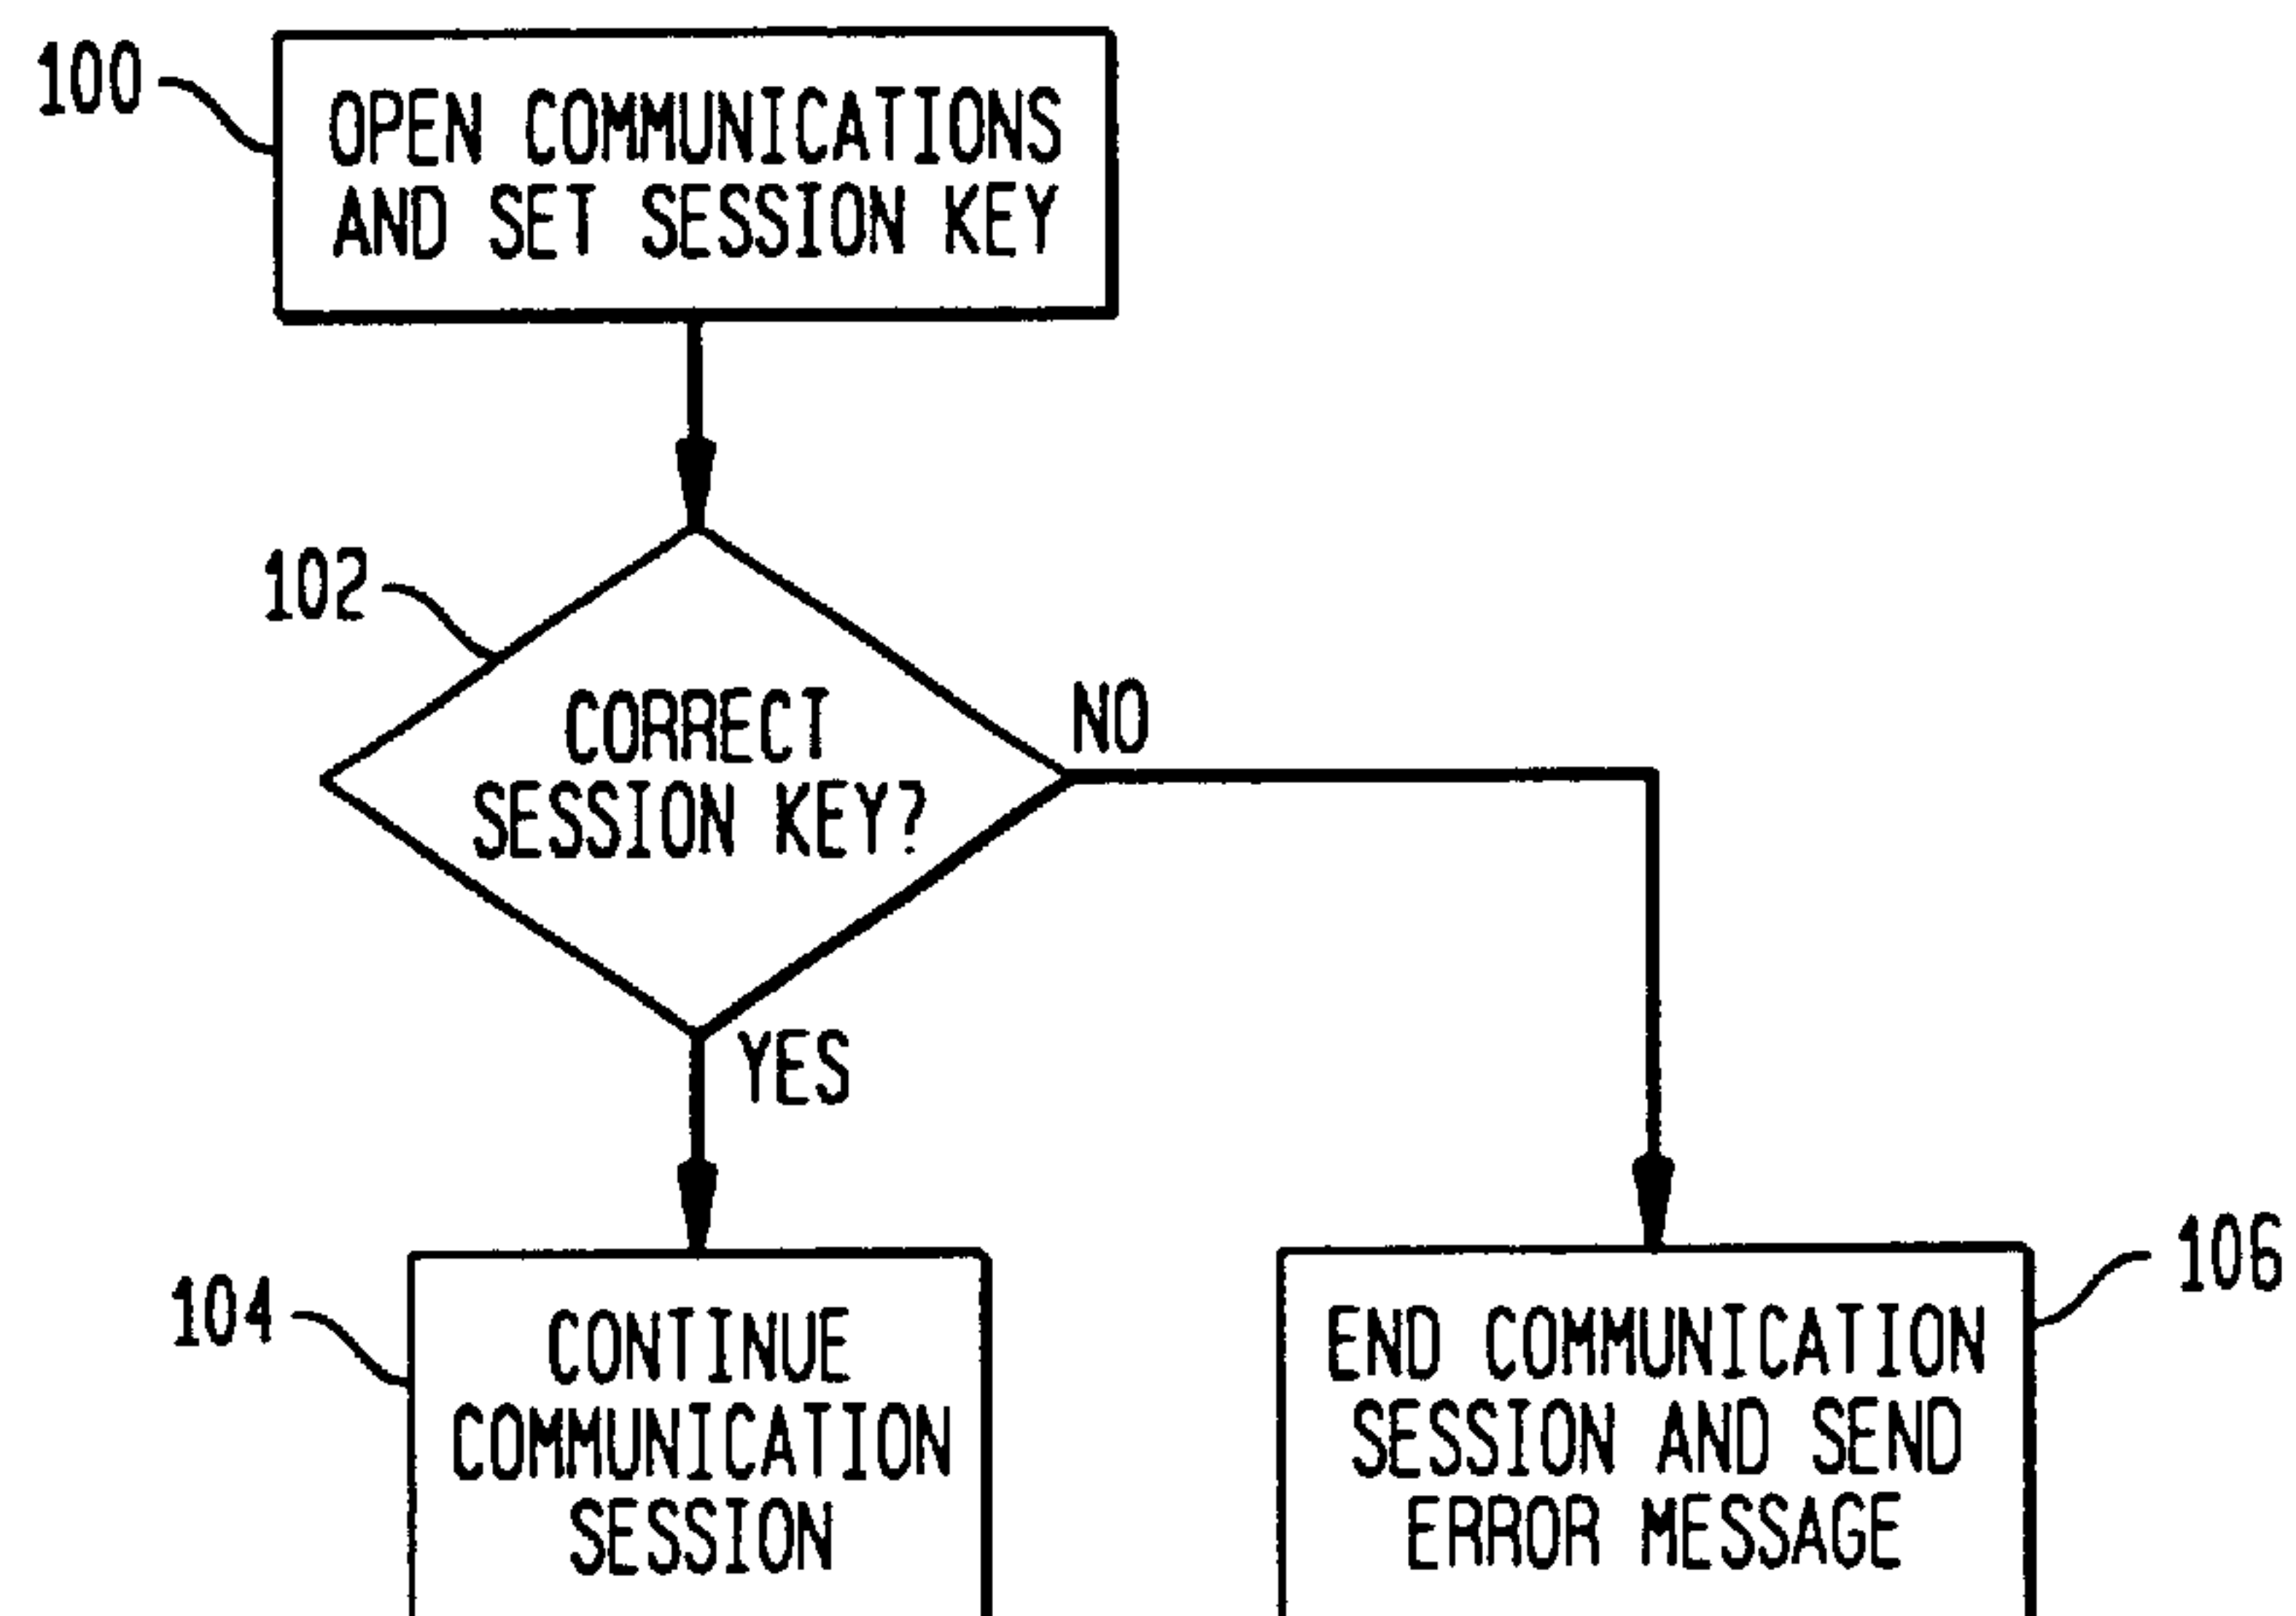 100
OPEN COMMUNICATIONS
AND SET SESSION KEY
102
CORRECT
SESSION KEY?
NO
YES
104
CONTINUE
COMMUNICATION
SESSION
106
END COMMUNICATION
SESSION AND SEND
ERROR MESSAGE